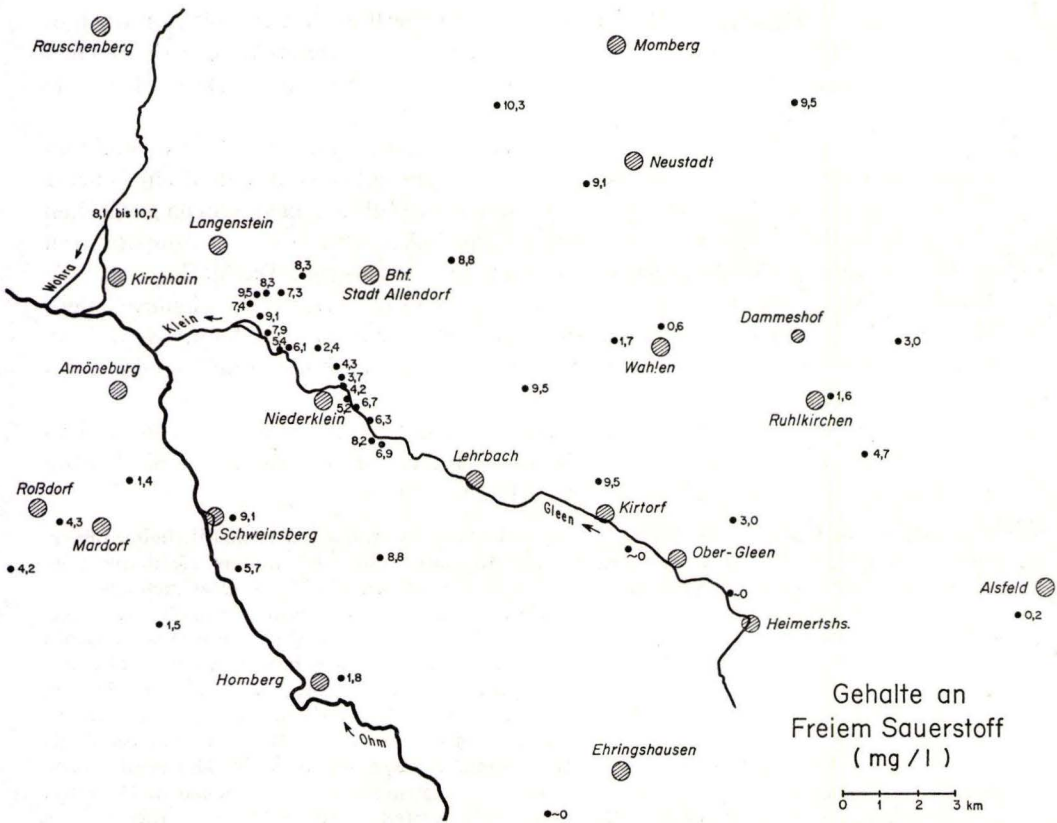 Rauschenberg
Momberg
10,3
9,5
Neustadt
9,1
8,1 bis 10,7
Langenstein
Wohra
Kirchhain
8,3
8,8
Bhf.
Stadt Allendorf
9,5
8,3
7,3
7,4
9,1
Klein
7,9
5,4
6,1
2,4
0,6
1,7
Wahlen
Dammeshof
3,0
Amöneburg
4,3
3,7
4,2
9,5
5,2
6,7
Niederklein
6,3
1,6
Ruhlkirchen
8,2
6,9
4,7
Lehrbach
1,4
9,5
Roßdorf
4,3
Mardorf
9,1
Schweinsberg
Gleen
Kirtorf
3,0
4,2
5,7
8,8
~0
Ober-Gleen
Alsfeld
~0
0,2
1,5
Heimertshs.
Homberg
1,8
Ohm
Gehalte an
Freiem Sauerstoff
(mg/l)
Ehringshausen
0 1 2 3 km
~0